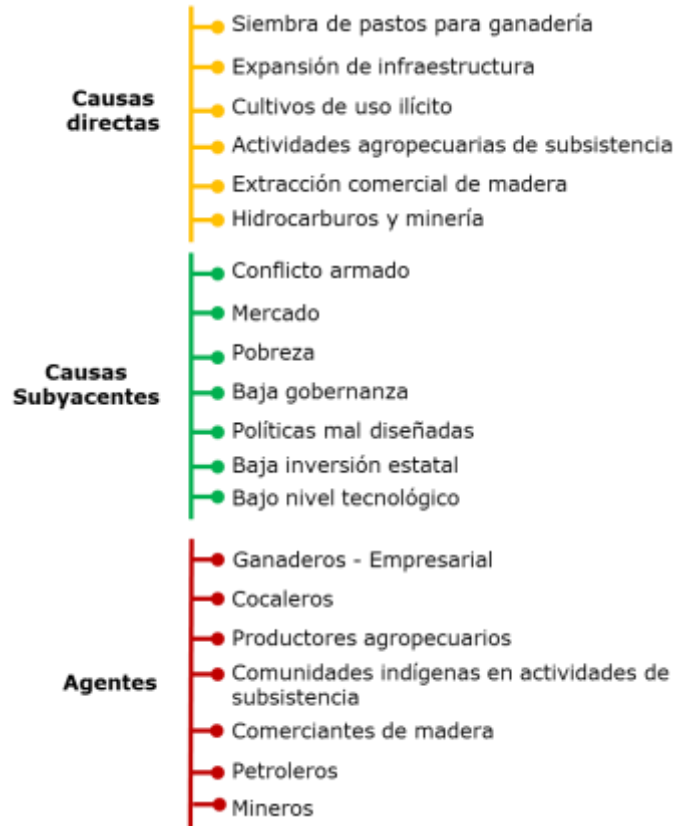 Causas
directas
Siembra de pastos para ganadería
Expansión de infraestructura
Cultivos de uso ilícito
Actividades agropecuarias de subsistencia
Extracción comercial de madera
Hidrocarburos y minería
Causas
Subyacentes
Conflicto armado
Mercado
Pobreza
Baja gobernanza
Políticas mal diseñadas
Baja inversión estatal
Bajo nivel tecnológico
Agentes
Ganaderos - Empresarial
Cocaleros
Productores agropecuarios
Comunidades indígenas en actividades de
subsistencia
Comerciantes de madera
Petroleros
Mineros